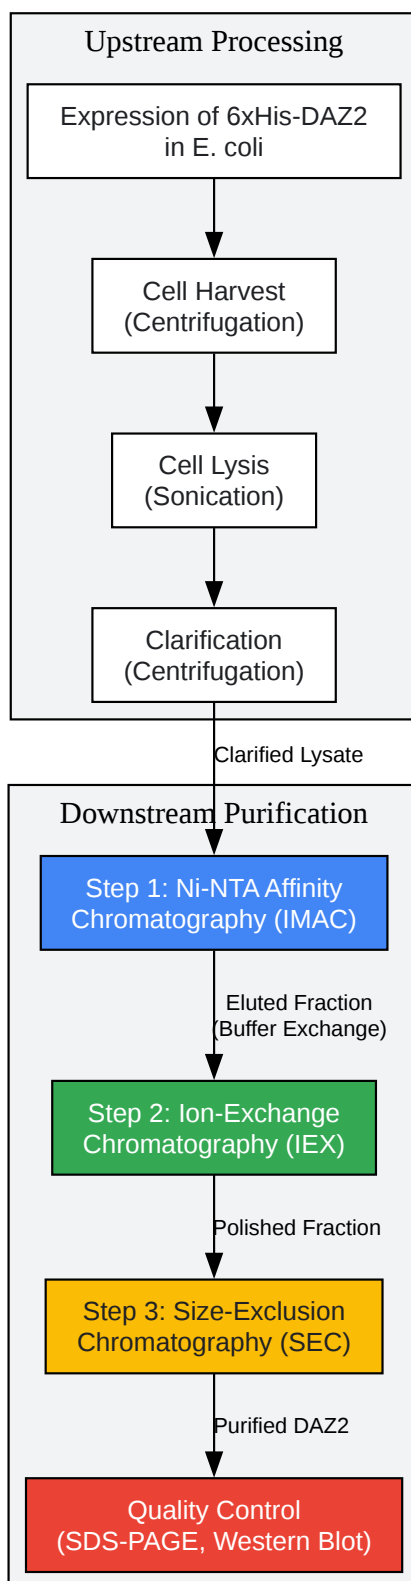 Upstream Processing
Expression of 6xHis-DAZ2
in E. coli
Cell Harvest
(Centrifugation)
Cell Lysis
(Sonication)
Clarification
(Centrifugation)
Clarified Lysate
Downstream Purification
Step 1: Ni-NTA Affinity
Chromatography (IMAC)
Eluted Fraction
(Buffer Exchange)
Step 2: Ion-Exchange
Chromatography (IEX)
Polished Fraction
Step 3: Size-Exclusion
Chromatography (SEC)
Purified DAZ2
Quality Control
(SDS-PAGE, Western Blot)